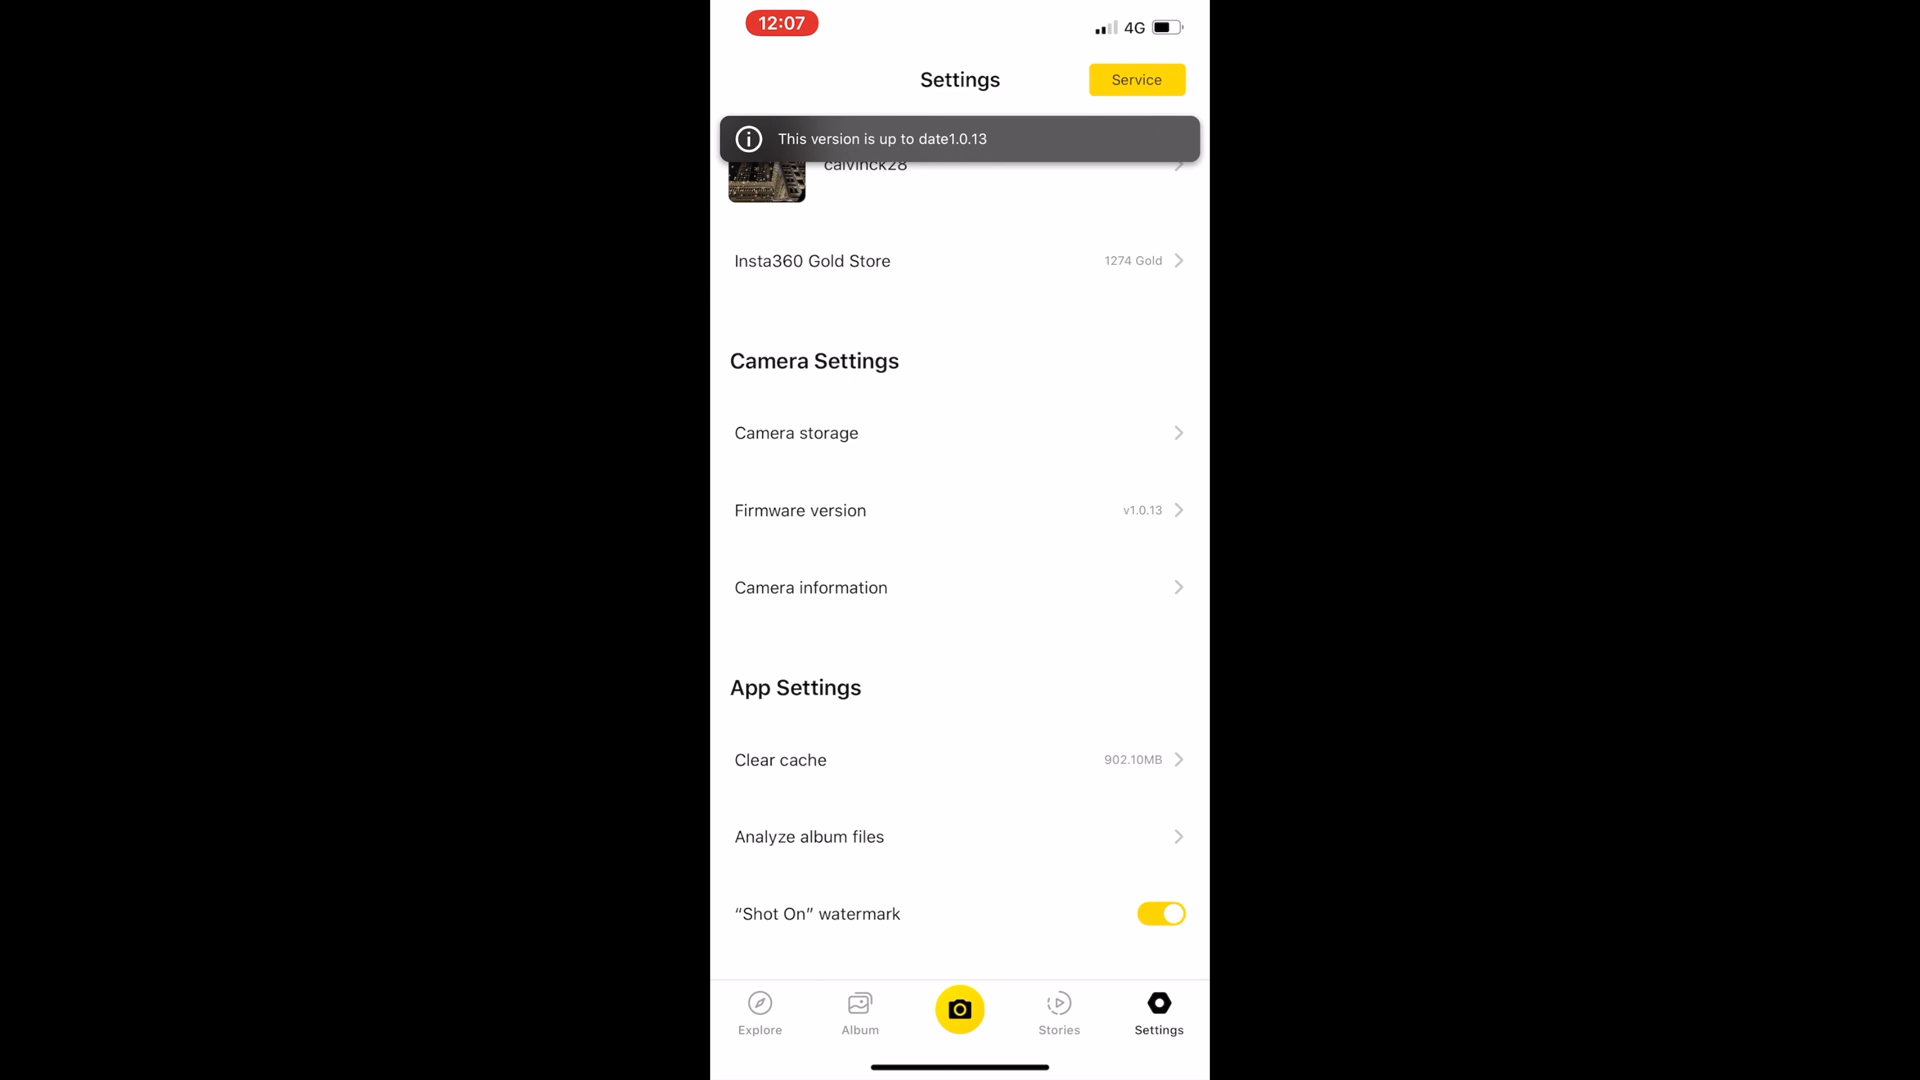 12:07
4G
Settings
Service
This version is up to date1.0.13
calvinck28
Insta360 Gold Store
1274 Gold
Camera Settings
Camera storage
Firmware version
v1.0.13
Camera information
App Settings
Clear cache
902.10MB
Analyze album files
“Shot On” watermark
Explore
Album
Stories
Settings